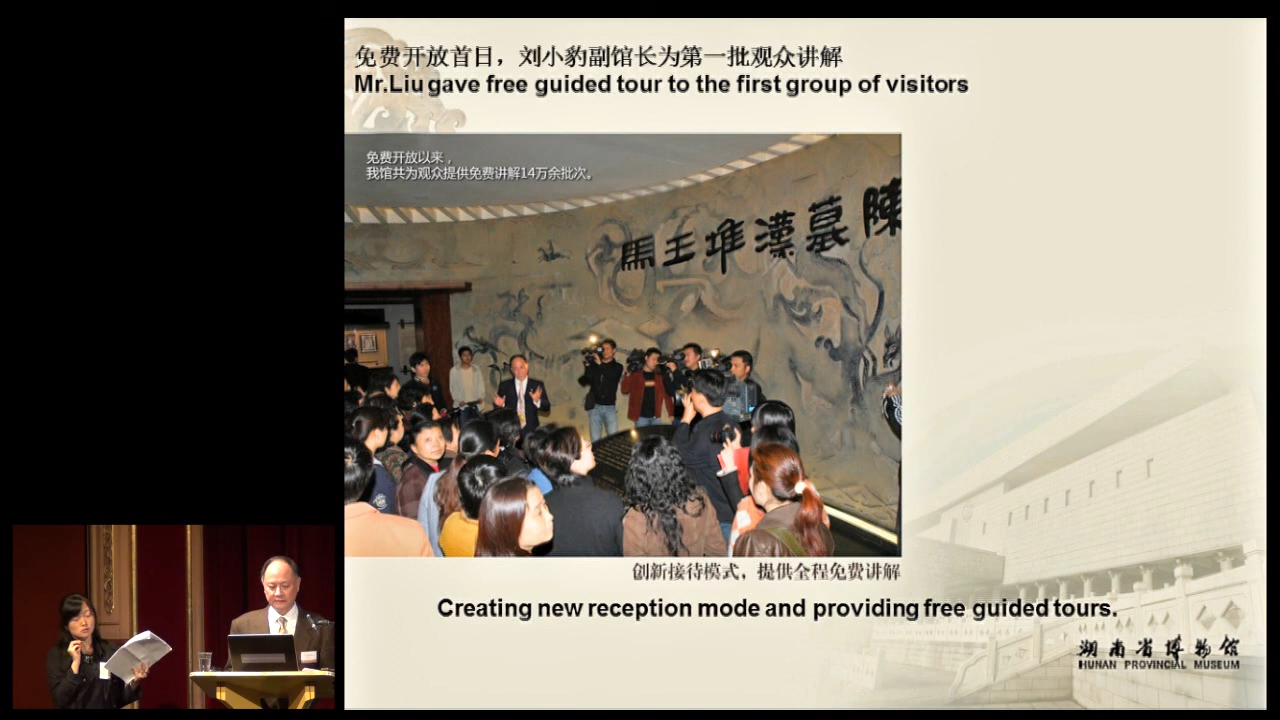 免费开放首日，刘小豹副馆长为第一批观众讲解
Mr.Liu gave free guided tour to the first group of visitors
免费开放以来，
我馆共为观众提供免费讲解14万余批次。
馬王堆漢墓陳
创新接待模式，提供全程免费讲解
Creating new reception mode and providing free guided tours.
湖南省博物馆
HUNAN PROVINCIAL MUSEUM